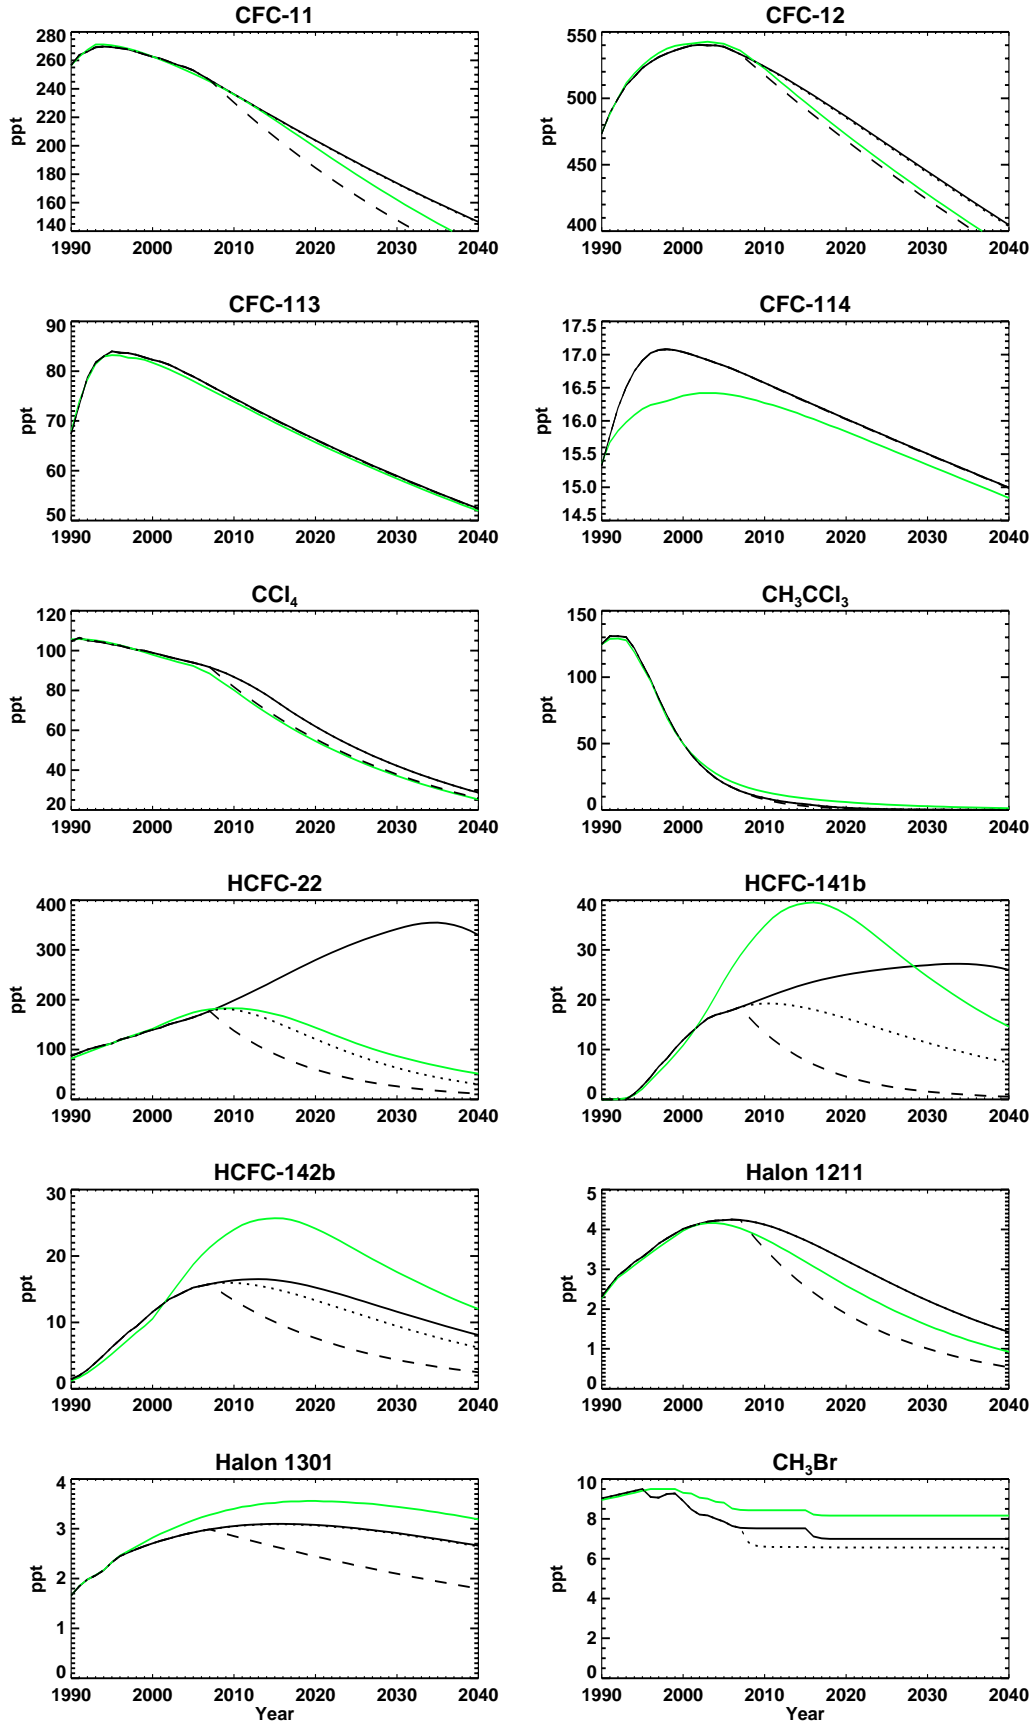 CFC-11
CFC-12
280
260
240
220
200
180
160
140
ppt
1990 2000 2010 2020 2030 2040
550
500
450
400
ppt
1990 2000 2010 2020 2030 2040
CFC-113
CFC-114
90
80
70
60
50
ppt
1990 2000 2010 2020 2030 2040
17.5
17.0
16.5
16.0
15.5
15.0
14.5
ppt
1990 2000 2010 2020 2030 2040
CCl₄
CH₃CCl₃
120
100
80
60
40
20
ppt
1990 2000 2010 2020 2030 2040
150
100
50
0
ppt
1990 2000 2010 2020 2030 2040
HCFC-22
HCFC-141b
400
300
200
100
0
ppt
1990 2000 2010 2020 2030 2040
40
30
20
10
0
ppt
1990 2000 2010 2020 2030 2040
HCFC-142b
Halon 1211
30
20
10
0
ppt
1990 2000 2010 2020 2030 2040
5
4
3
2
1
0
ppt
1990 2000 2010 2020 2030 2040
Halon 1301
CH₃Br
4
3
2
1
0
ppt
1990 2000 2010 2020 2030 2040
Year
10
8
6
4
2
0
ppt
1990 2000 2010 2020 2030 2040
Year